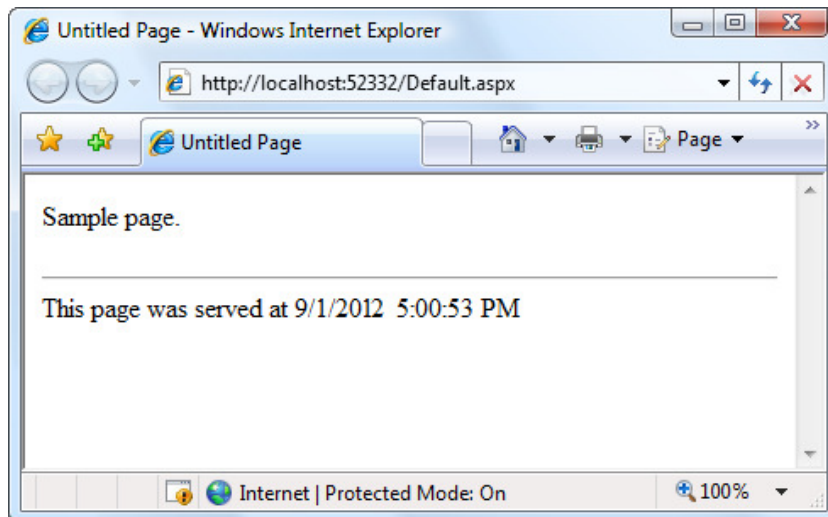 Untitled Page - Windows Internet Explorer
http://localhost:52332/Default.aspx
Untitled Page
Page
Sample page.
This page was served at 9/1/2012 5:00:53 PM
Internet | Protected Mode: On
100%